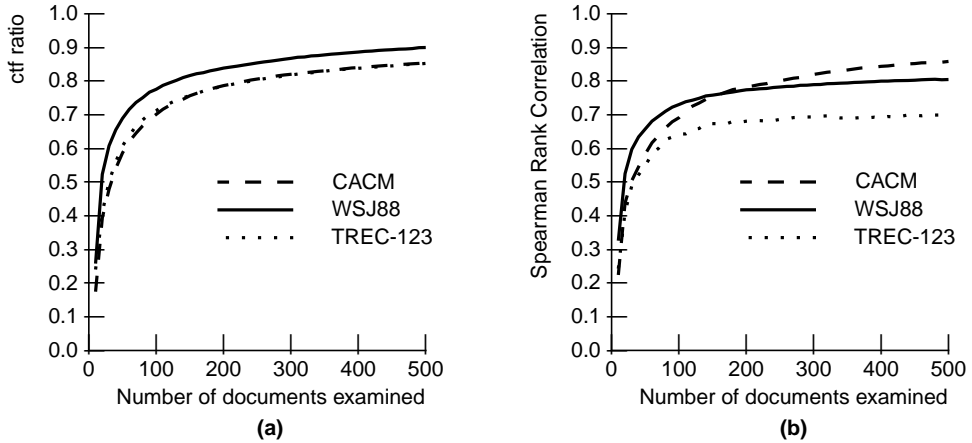 ctf ratio
1.0
0.9
0.8
0.7
0.6
0.5
0.4
0.3
0.2
0.1
0.0
CACM
WSJ88
TREC-123
0 100 200 300 400 500
Number of documents examined
(a)
Spearman Rank Correlation
1.0
0.9
0.8
0.7
0.6
0.5
0.4
0.3
0.2
0.1
0.0
CACM
WSJ88
TREC-123
0 100 200 300 400 500
Number of documents examined
(b)